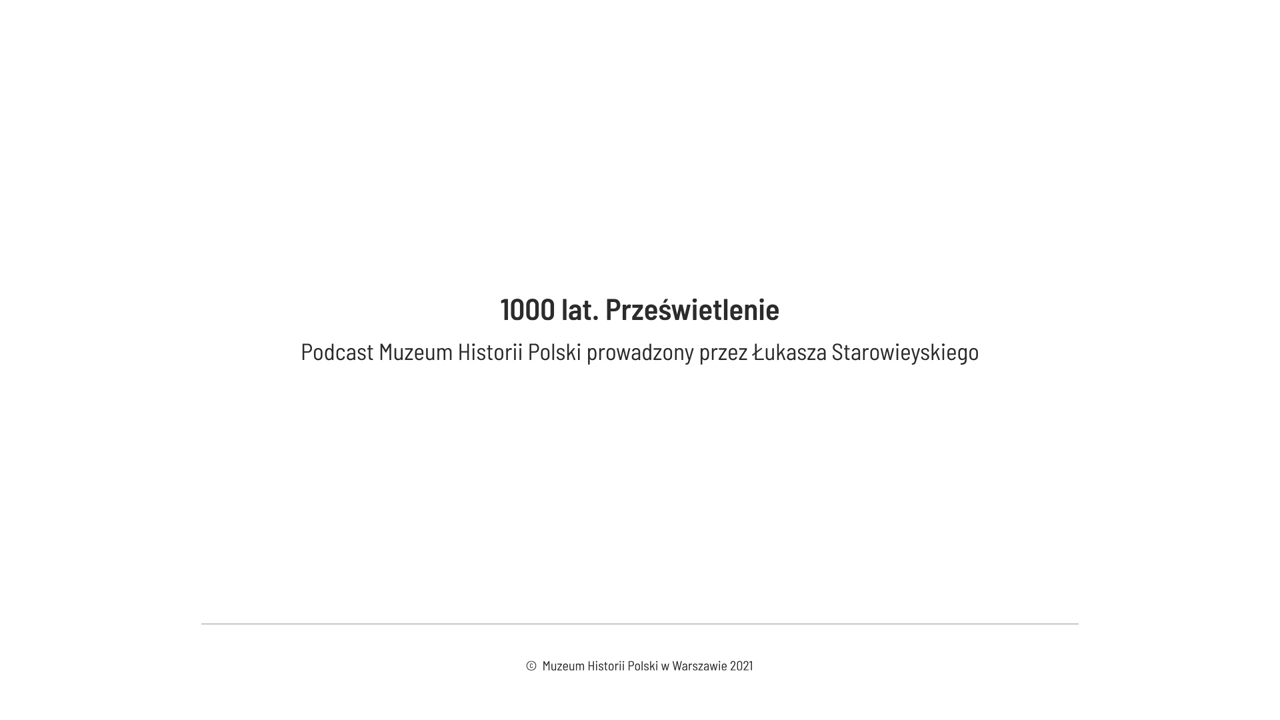 1000 lat. Prześwietlenie
Podcast Muzeum Historii Polski prowadzony przez Łukasza Starowieyskiego
© Muzeum Historii Polski w Warszawie 2021